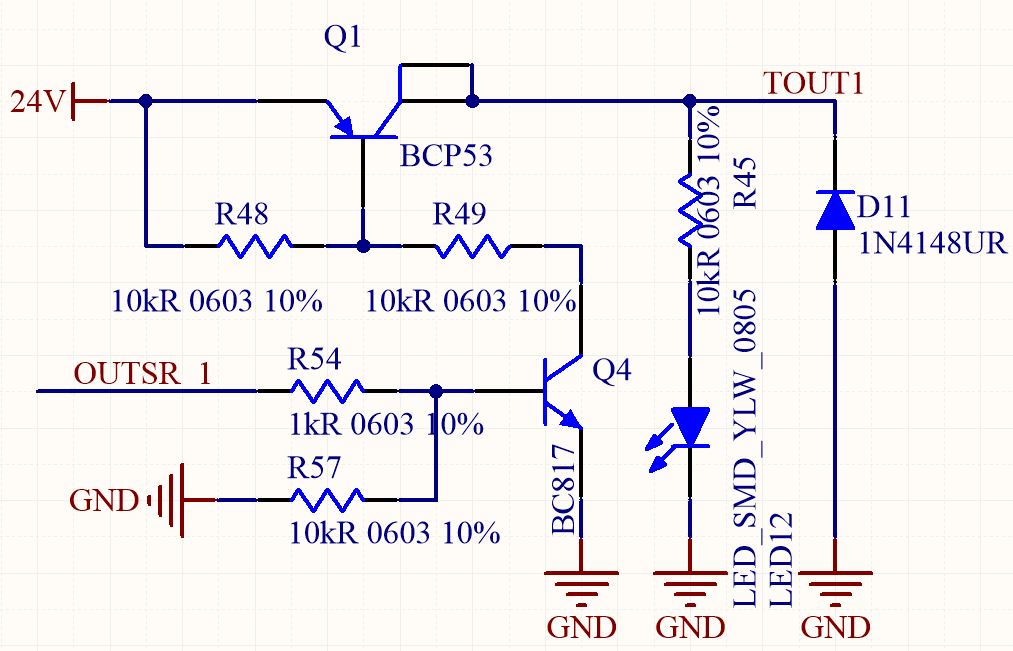 Q1
24V
TOUT1
BCP53
R48
R49
10kR 0603 10%
10kR 0603 10%
10kR 0603 10%
R45
D11
1N4148UR
OUTSR_1
R54
1kR 0603 10%
Q4
BC817
R57
10kR 0603 10%
GND
LED_SMD_YLW_0805
LED12
GND
GND
GND